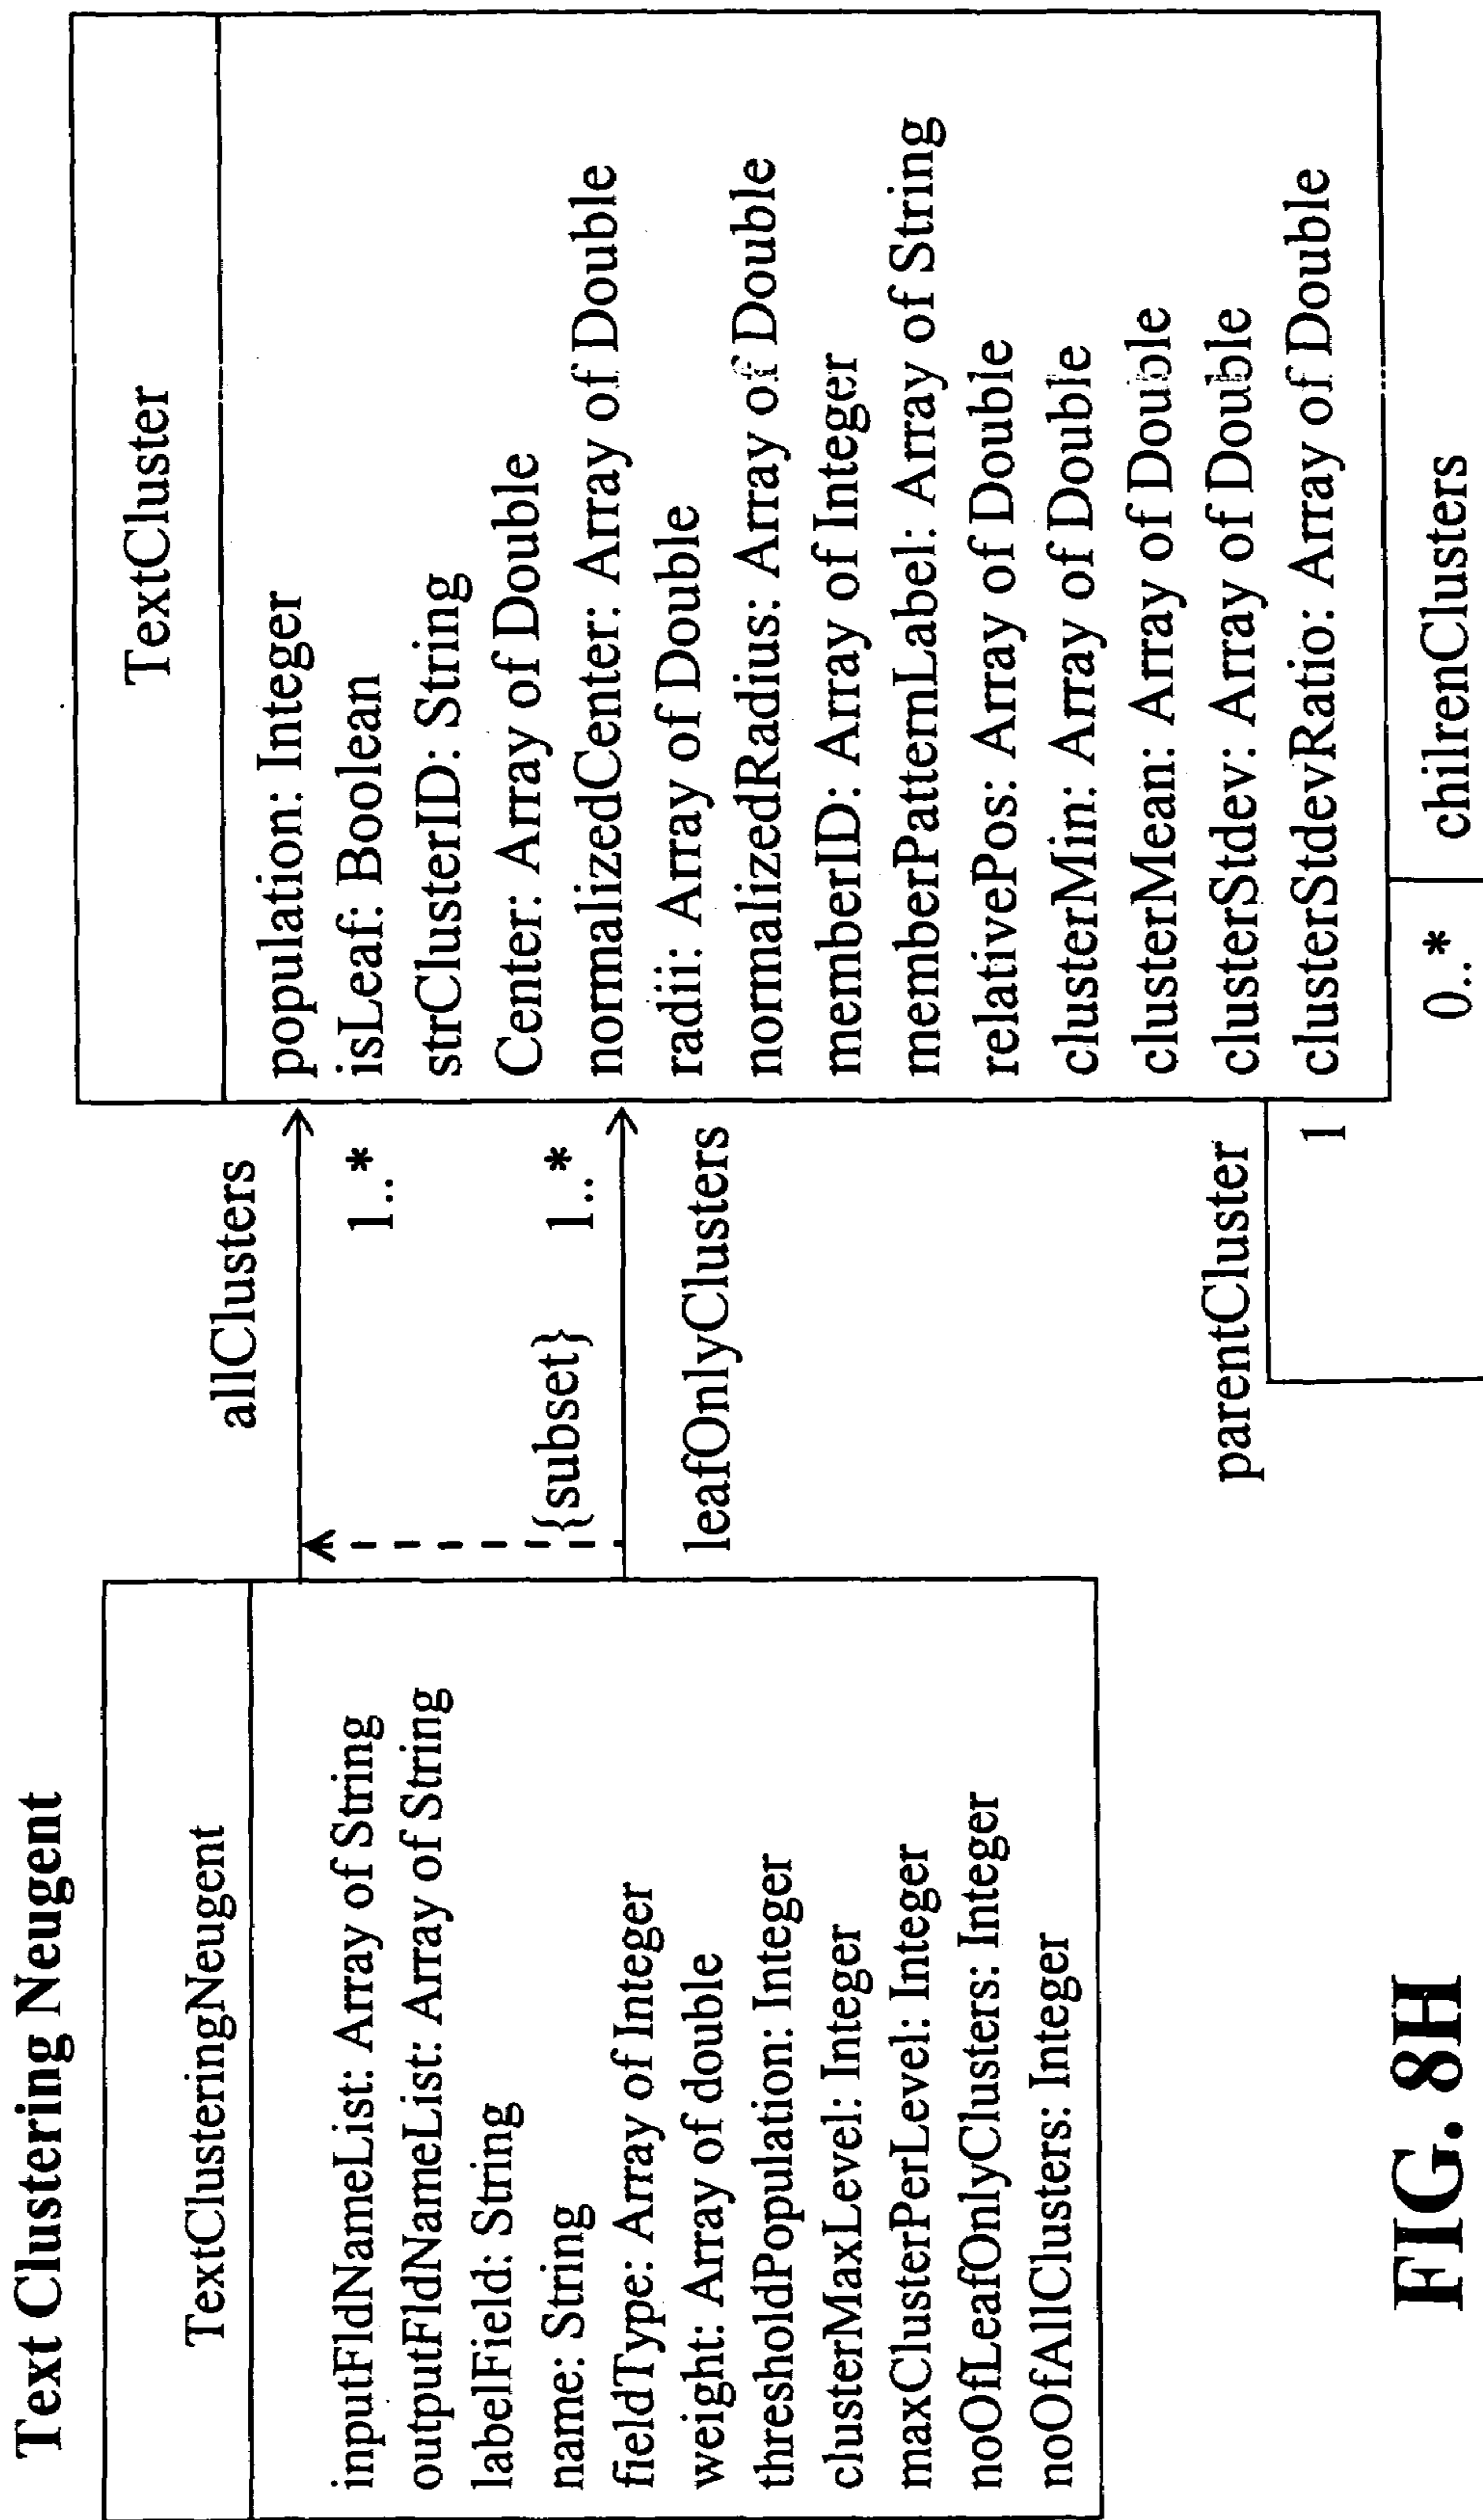 Text Clustering Neugent
TextClusteringNeugent
inputFldNameList: Array of String
outputFldNameList: Array of String
labelField: String
name: String
fieldType: Array of Integer
weight: Array of double
thresholdPopulation: Integer
clusterMaxLevel: Integer
maxClusterPerLevel: Integer
noOfLeafOnlyClusters: Integer
noOfAllClusters: Integer
allClusters
1..*
{subset}
1..*
leafOnlyClusters
TextCluster
population: Integer
isLeaf: Boolean
strClusterID: String
Center: Array of Double
normalizedCenter: Array of Double
radii: Array of Double
normalizedRadius: Array of Double
memberID: Array of Integer
memberPatternLabel: Array of String
relativePos: Array of Double
clusterMin: Array of Double
clusterMean: Array of Double
clusterStdev: Array of Double
clusterStdevRatio: Array of Double
parentCluster
1
0..*
chilrenClusters
FIG. 8H